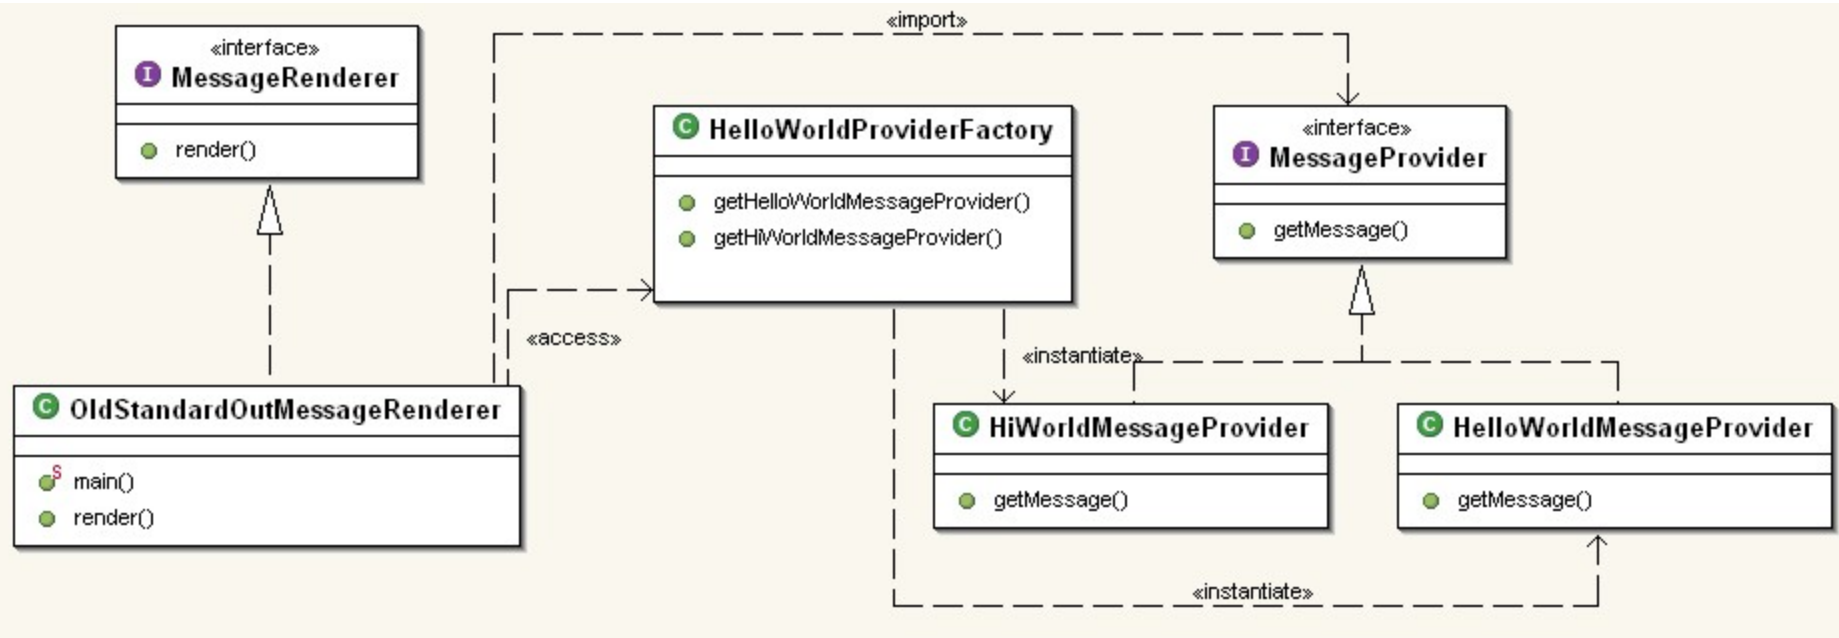 «import»
«interface»
I MessageRenderer
render()
C HelloWorldProviderFactory
getHelloWorldMessageProvider()
getHiWorldMessageProvider()
«interface»
I MessageProvider
getMessage()
«access»
«instantiate»
C OldStandardOutMessageRenderer
S main()
render()
C HiWorldMessageProvider
getMessage()
C HelloWorldMessageProvider
getMessage()
«instantiate»